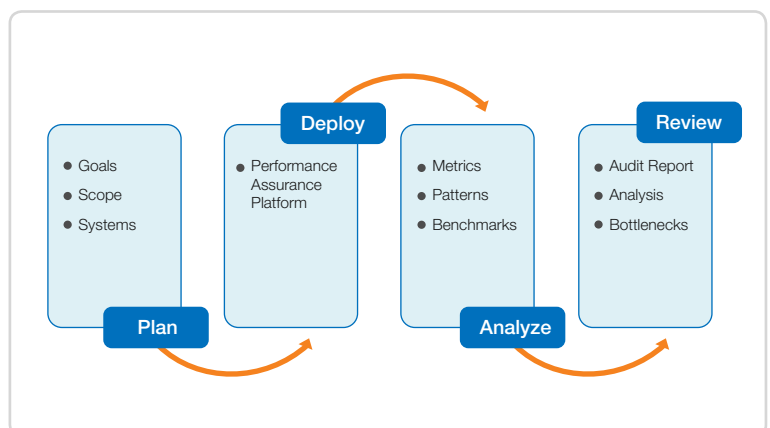 Goals
Scope
Systems
Plan
Deploy
Performance
Assurance
Platform
Metrics
Patterns
Benchmarks
Analyze
Review
Audit Report
Analysis
Bottlenecks